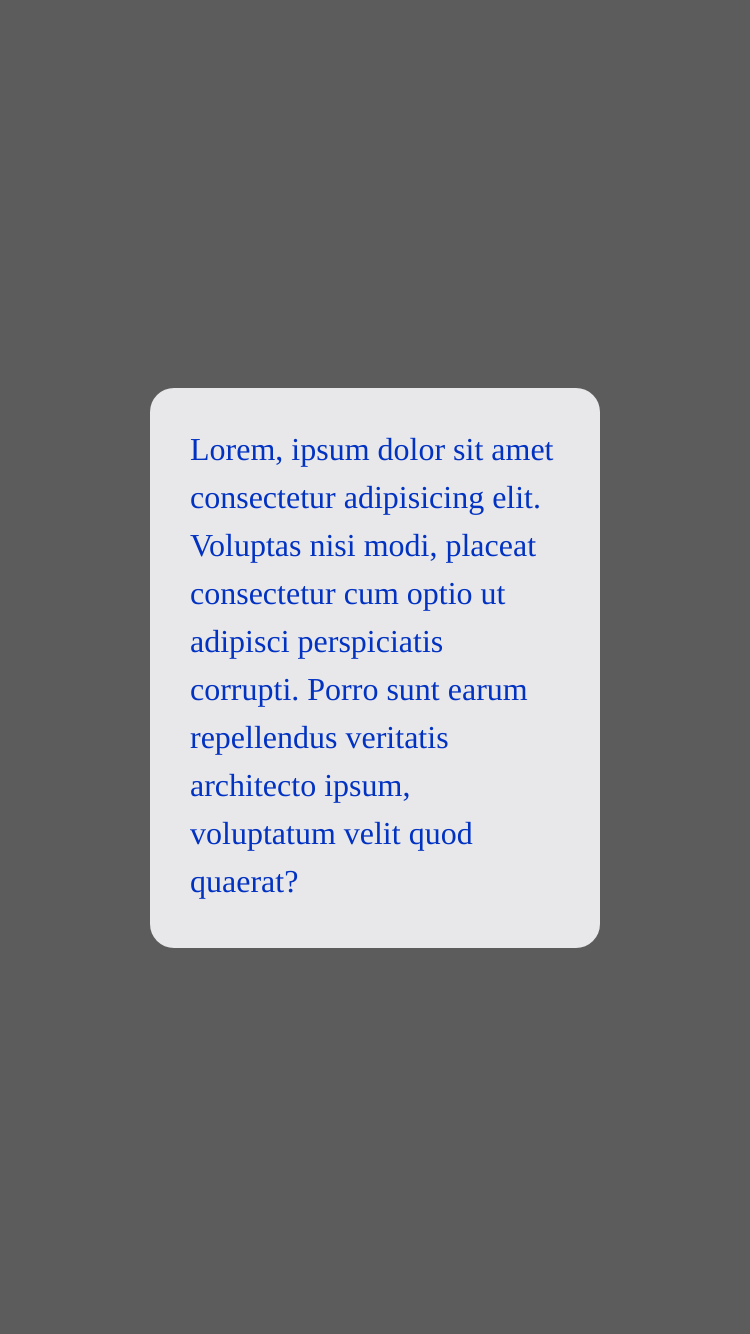 Lorem, ipsum dolor sit amet
consectetur adipisicing elit.
Voluptas nisi modi, placeat
consectetur cum optio ut
adipisci perspiciatis
corrupti. Porro sunt earum
repellendus veritatis
architecto ipsum,
voluptatum velit quod
quaerat?